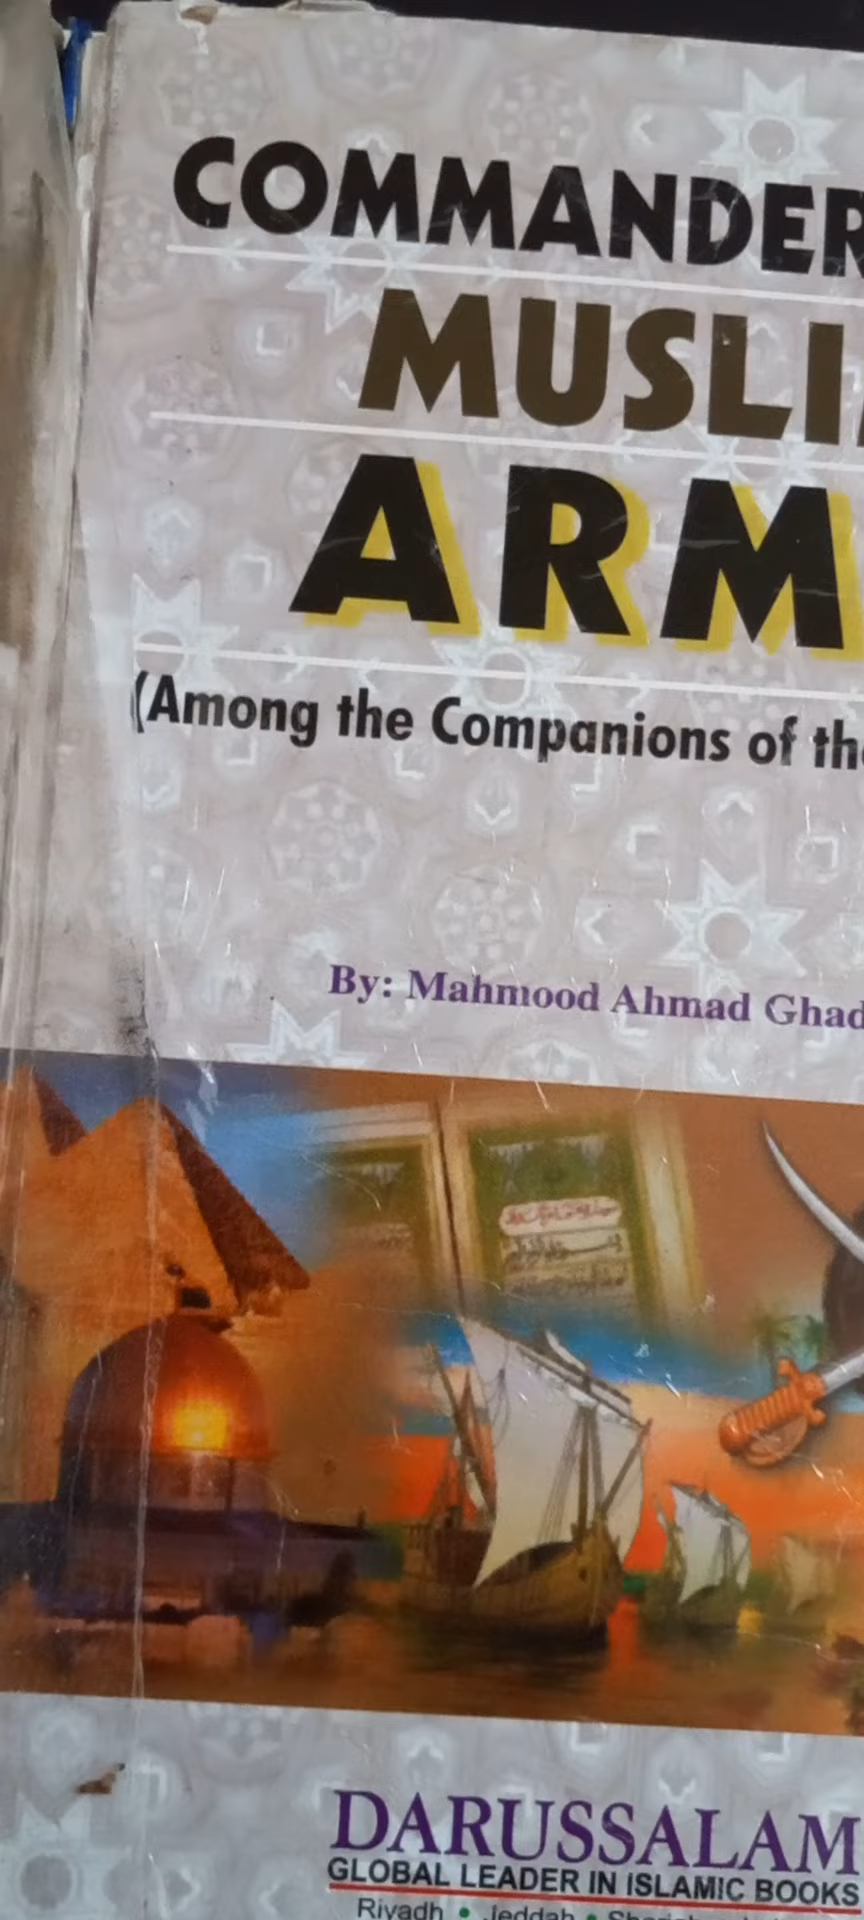 COMMANDER
MUSLI
ARM
(Among the Companions of the
By: Mahmood Ahmad Ghad
DARUSSALAM
GLOBAL LEADER IN ISLAMIC BOOKS
Riyadh • Jeddah •